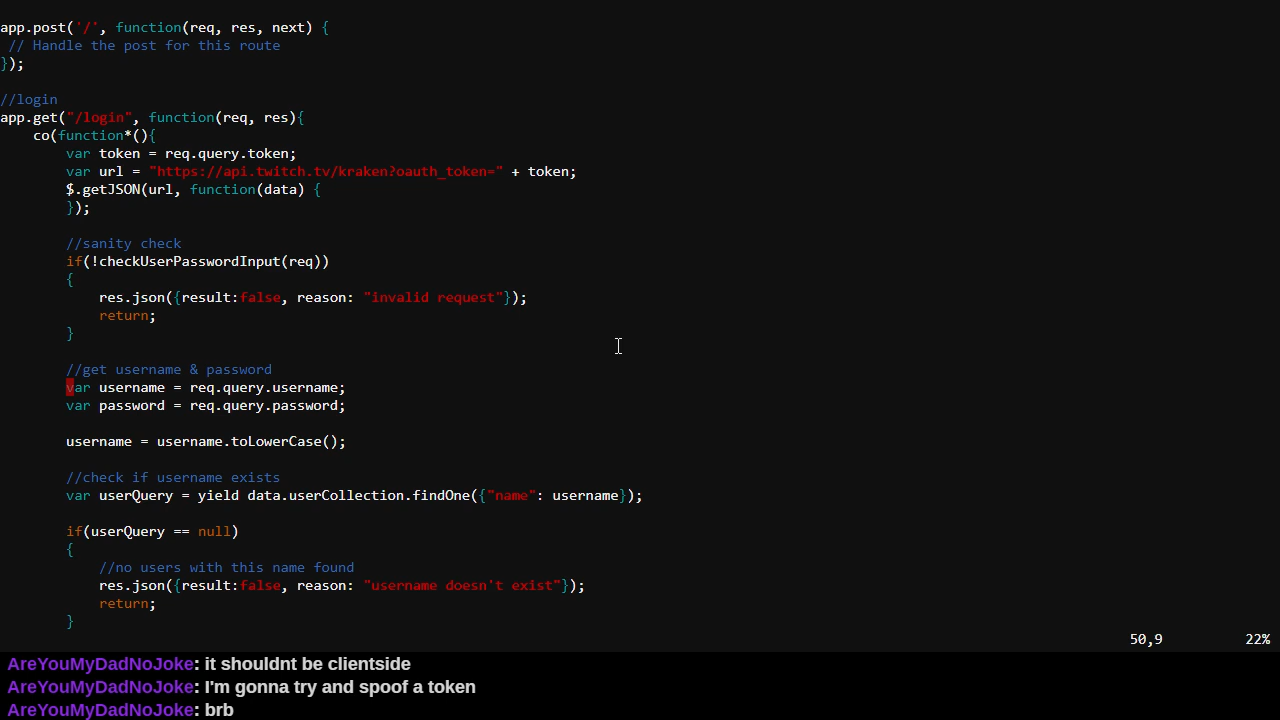 app.post('/', function(req, res, next) {
// Handle the post for this route
});
//login
app.get("/login", function(req, res){
co(function*(){
var token = req.query.token;
var url = "https://api.twitch.tv/kraken?oauth_token=" + token;
$.getJSON(url, function(data) {
});
//sanity check
if(!checkUserPasswordInput(req))
{
res.json({result:false, reason: "invalid request"});
return;
}
//get username & password
var username = req.query.username;
var password = req.query.password;
username = username.toLowerCase();
//check if username exists
var userQuery = yield data.userCollection.findOne({"name": username});
if(userQuery == null)
{
//no users with this name found
res.json({result:false, reason: "username doesn't exist"});
return;
}
50,9 22%
AreYouMyDadNoJoke: it shouldnt be clientside
AreYouMyDadNoJoke: I'm gonna try and spoof a token
AreYouMyDadNoJoke: brb